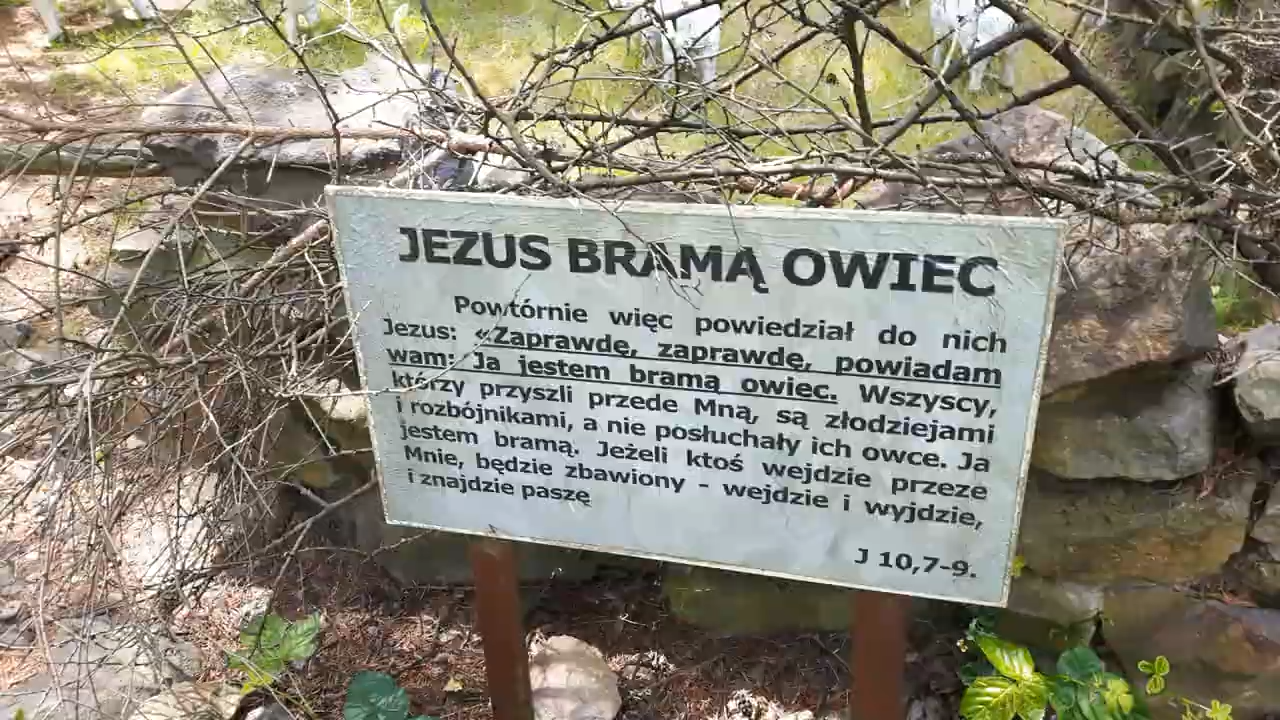 JEZUS BRAMĄ OWIEC
Powtórnie więc powiedział do nich
Jezus: «Zaprawdę, zaprawdę, powiadam
wam: Ja jestem bramą owiec. Wszyscy,
którzy przyszli przede Mną, są złodziejami
i rozbójnikami, a nie posłuchały ich owce. Ja
jestem bramą. Jeżeli ktoś wejdzie przeze
Mnie, będzie zbawiony - wejdzie i wyjdzie,
i znajdzie paszę
J 10,7-9.